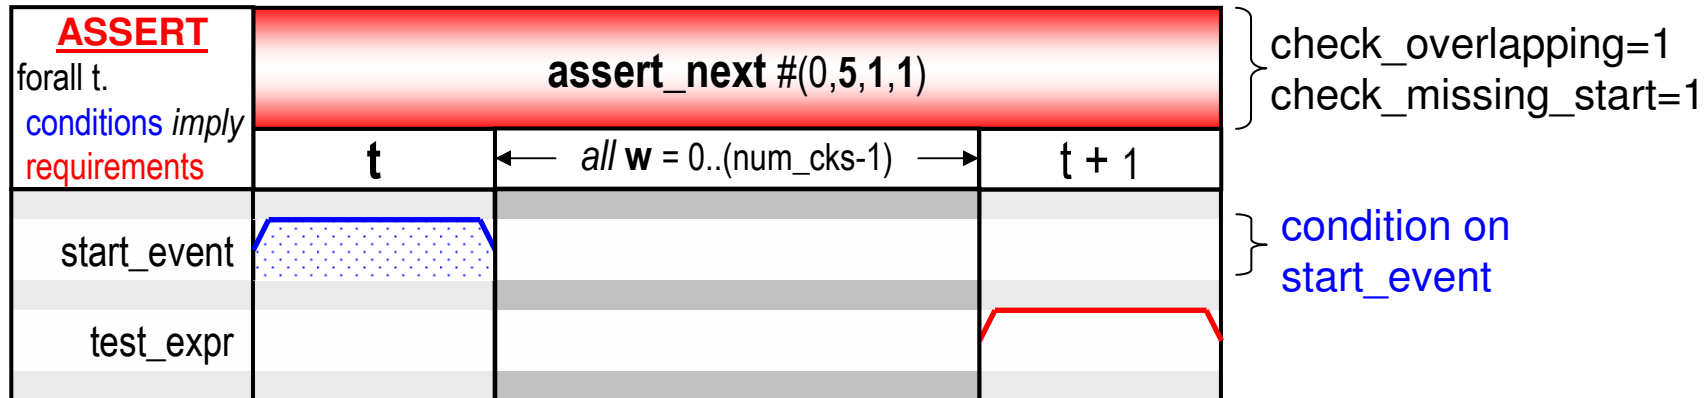 ASSERT
forall t.
conditions imply
requirements
assert_next #(0,5,1,1)
check_overlapping=1
check_missing_start=1
t
all w = 0..(num_cks-1)
t + 1
start_event
condition on
start_event
test_expr